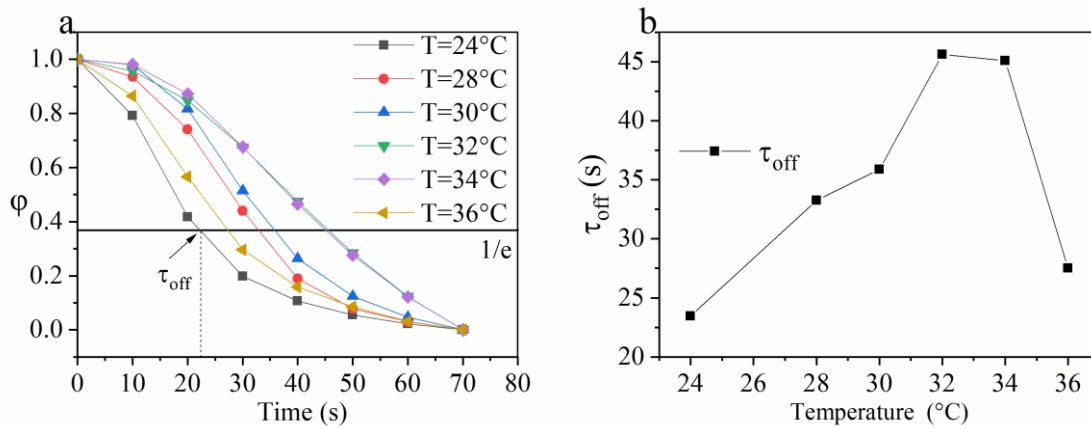 a
1.0
0.8
0.6
0.4
0.2
0.0
φ
0 10 20 30 40 50 60 70 80
Time (s)
T=24°C
T=28°C
T=30°C
T=32°C
T=34°C
T=36°C
1/e
τoff
b
45
40
35
30
25
20
τoff (s)
24 26 28 30 32 34 36
Temperature (°C)
τoff